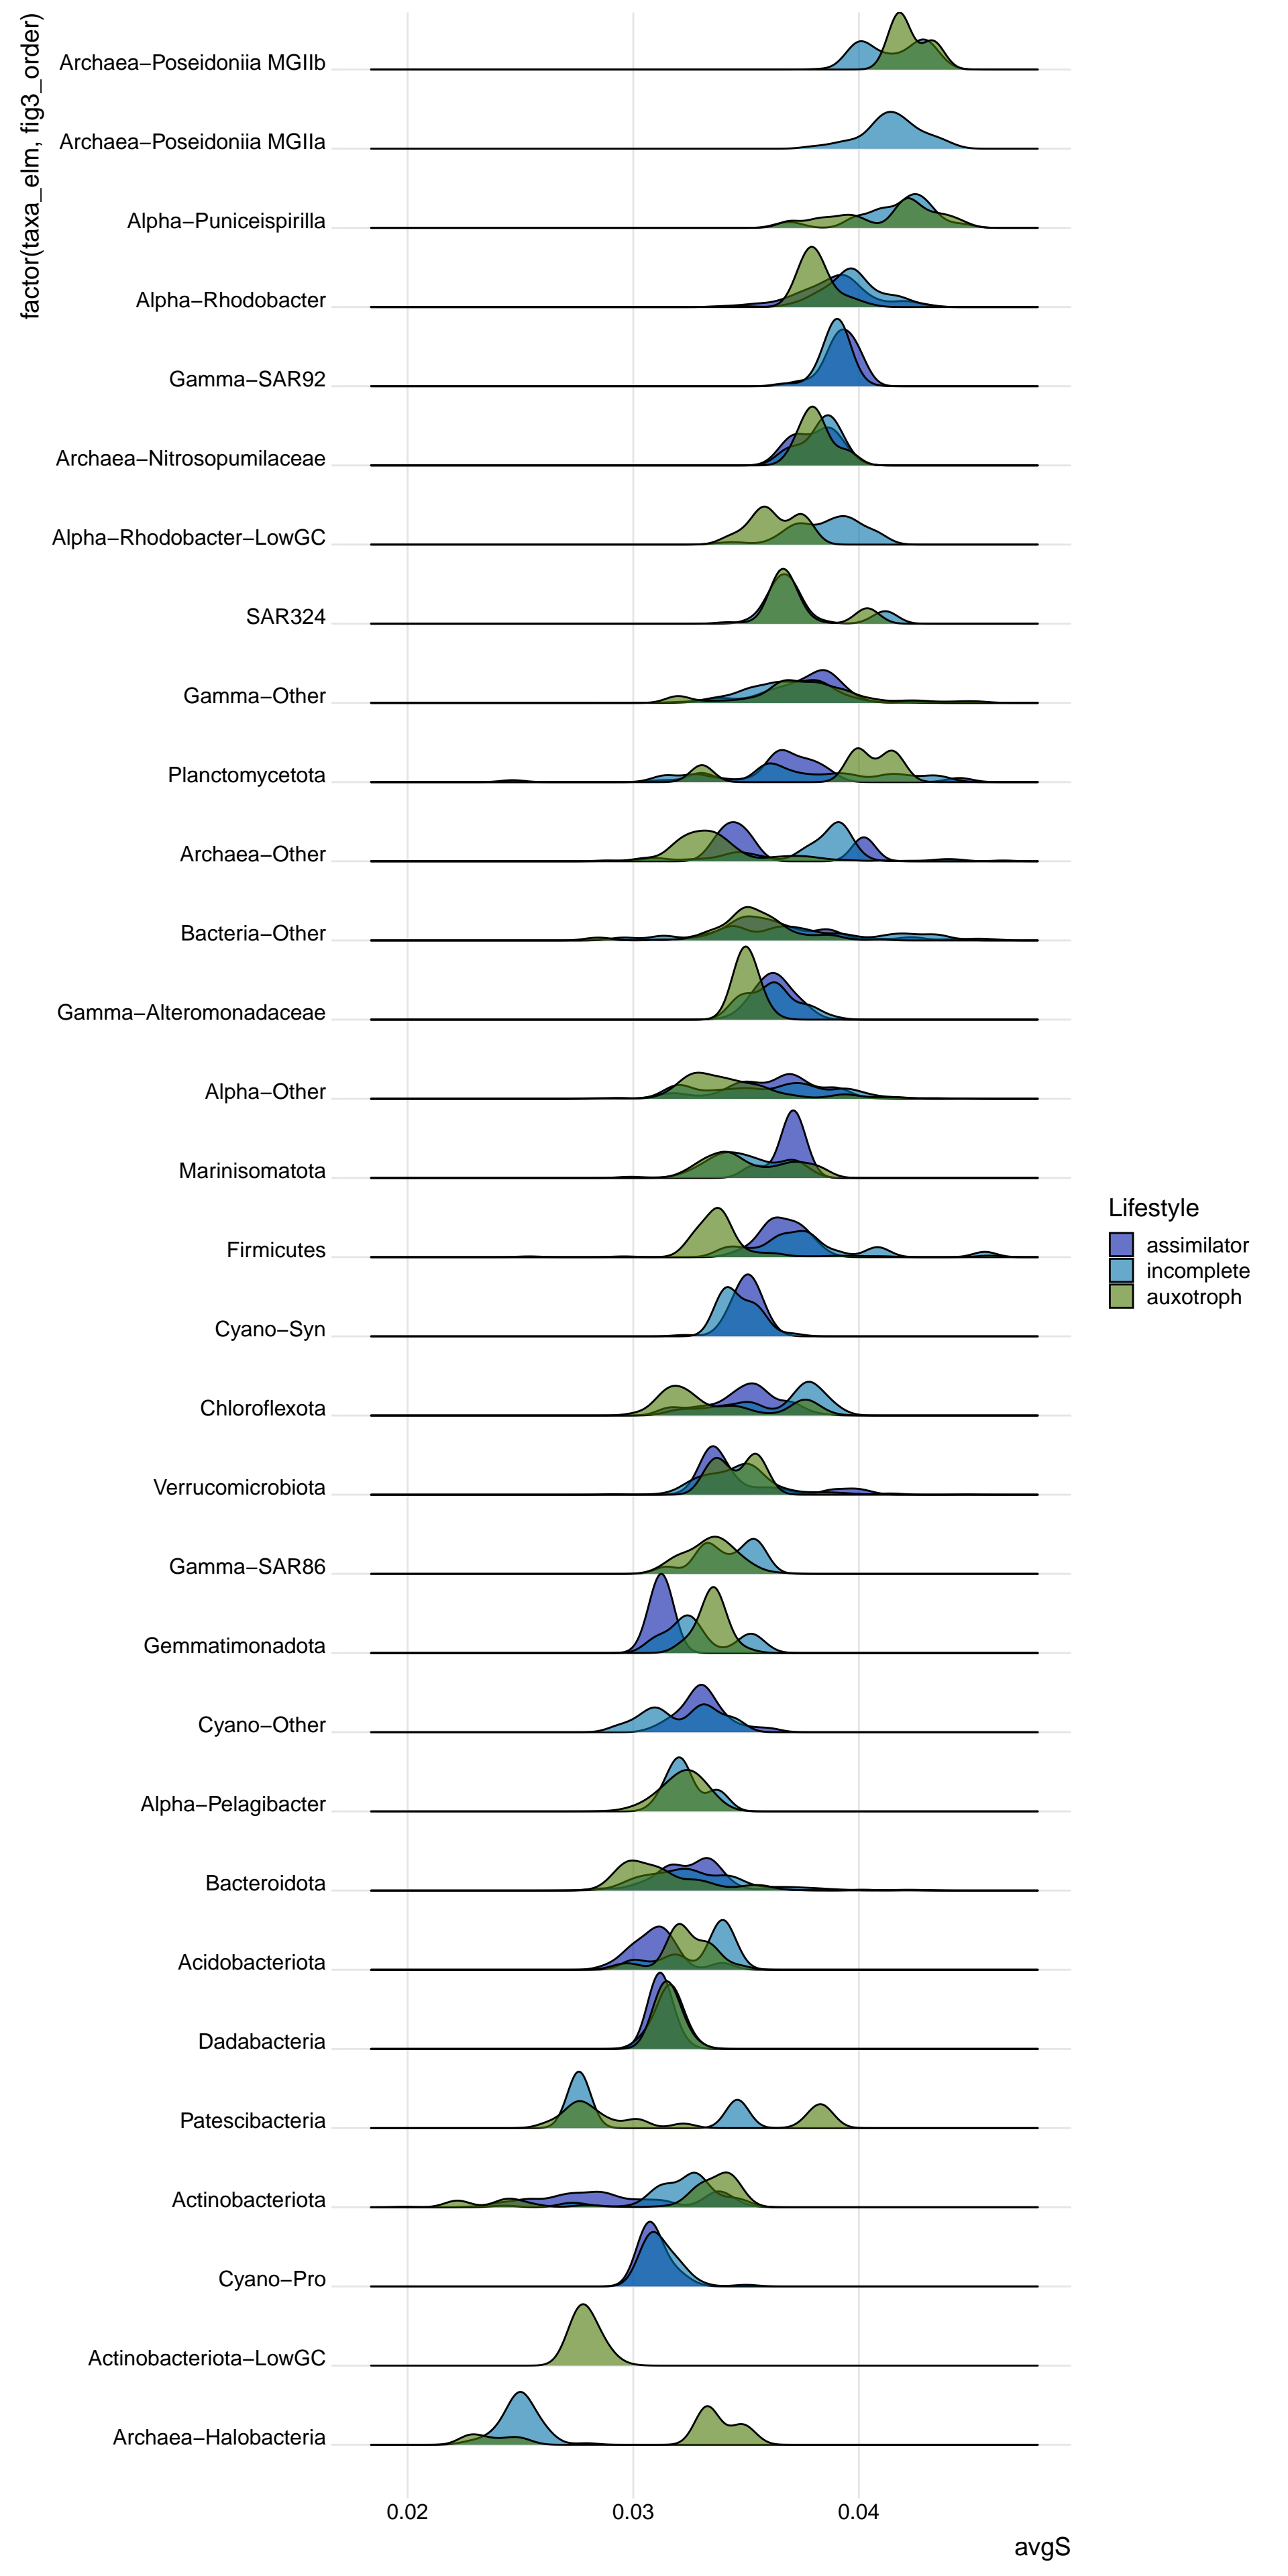 factor(taxa_elm, fig3_order)
Archaea−Poseidoniia MGIIb
Archaea−Poseidoniia MGIIa
Alpha−Puniceispirilla
Alpha−Rhodobacter
Gamma−SAR92
Archaea−Nitrosopumilaceae
Alpha−Rhodobacter−LowGC
SAR324
Gamma−Other
Planctomycetota
Archaea−Other
Bacteria−Other
Gamma−Alteromonadaceae
Alpha−Other
Marinisomatota
Firmicutes
Cyano−Syn
Chloroflexota
Verrucomicrobiota
Gamma−SAR86
Gemmatimonadota
Cyano−Other
Alpha−Pelagibacter
Bacteroidota
Acidobacteriota
Dadabacteria
Patescibacteria
Actinobacteriota
Cyano−Pro
Actinobacteriota−LowGC
Archaea−Halobacteria
0.02 0.03 0.04
avgS
Lifestyle
assimilator
incomplete
auxotroph